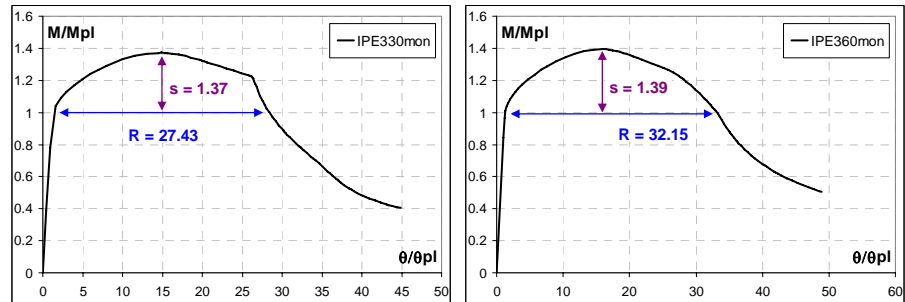 M/Mpl
IPE330mon
s = 1.37
R = 27.43
θ/θpl
1.6
1.4
1.2
1
0.8
0.6
0.4
0.2
0
0 5 10 15 20 25 30 35 40 45 50
M/Mpl
IPE360mon
s = 1.39
R = 32.15
θ/θpl
1.6
1.4
1.2
1
0.8
0.6
0.4
0.2
0
0 10 20 30 40 50 60